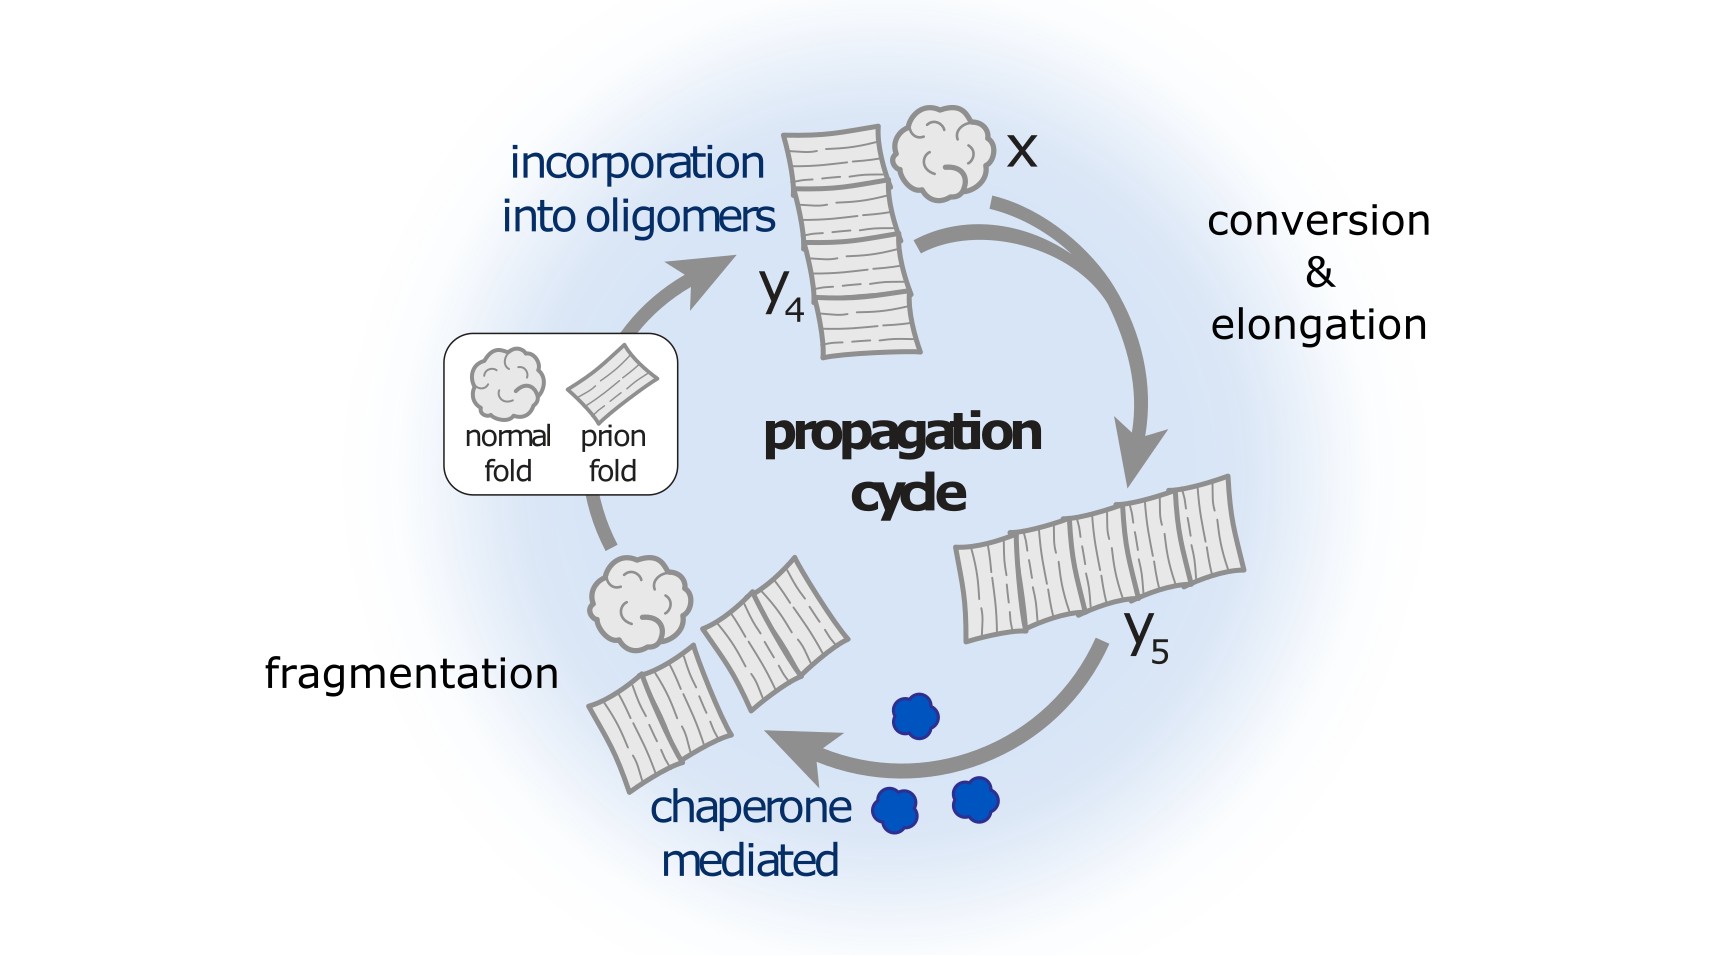 incorporation
into oligomers
x
y4
conversion
&
elongation
normal
fold
prion
fold
propagation
cycle
y5
fragmentation
chaperone
mediated